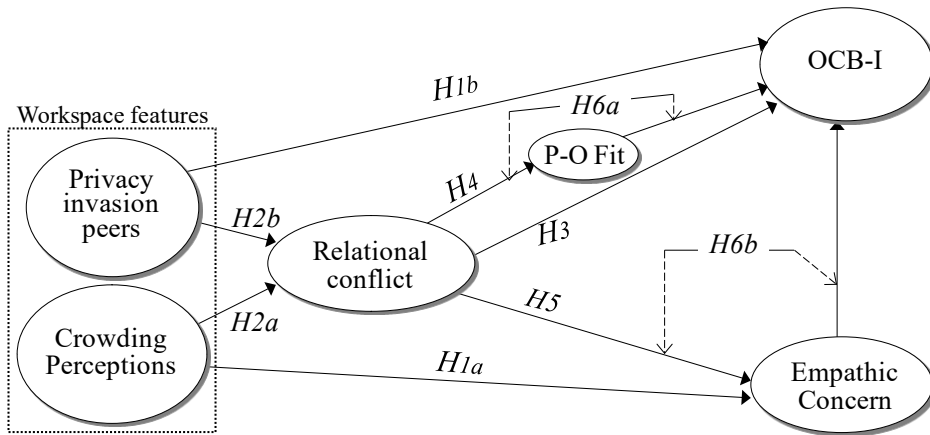 OCB-I
H1b
H6a
Workspace features
P-O Fit
Privacy
invasion
peers
H4
H2b
H3
Relational
conflict
H6b
H5
H2a
Crowding
Perceptions
H1a
Empathic
Concern